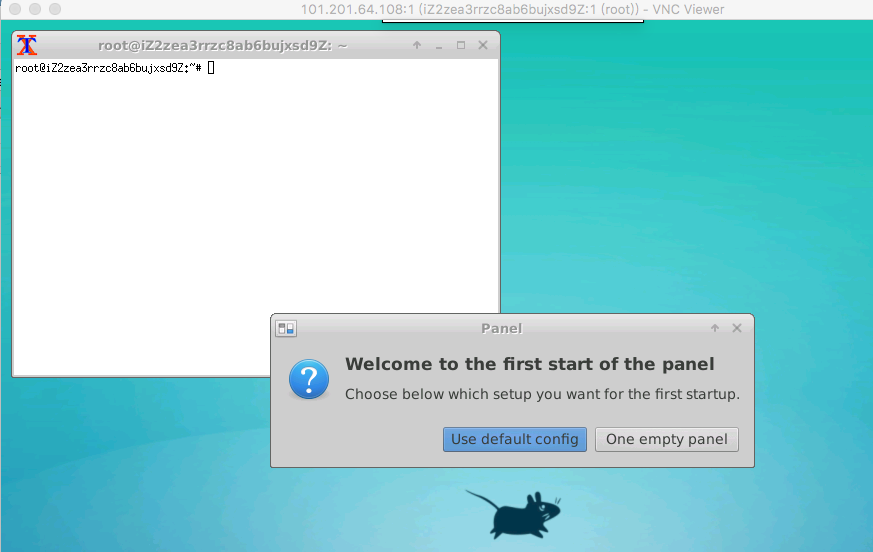 101.201.64.108:1 (iZ2zea3rrzc8ab6bujxsd9Z:1 (root)) - VNC Viewer
root@iZ2zea3rrzc8ab6bujxsd9Z: ~
root@iZ2zea3rrzc8ab6bujxsd9Z:~#
Panel
Welcome to the first start of the panel
Choose below which setup you want for the first startup.
Use default config
One empty panel